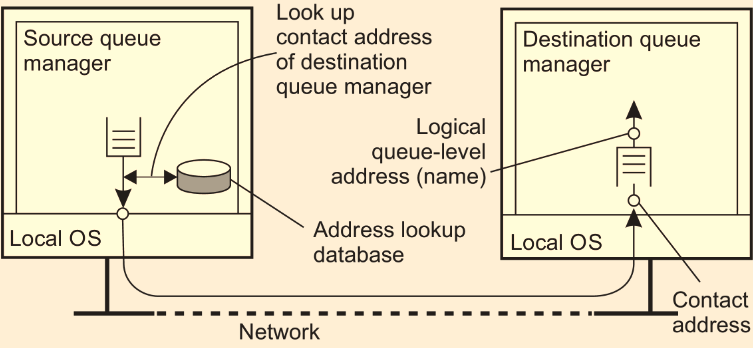 Look up
contact address
of destination
queue manager
Source queue
manager
Destination queue
manager
Logical
queue-level
address (name)
Address lookup
database
Local OS
Local OS
Contact
address
Network